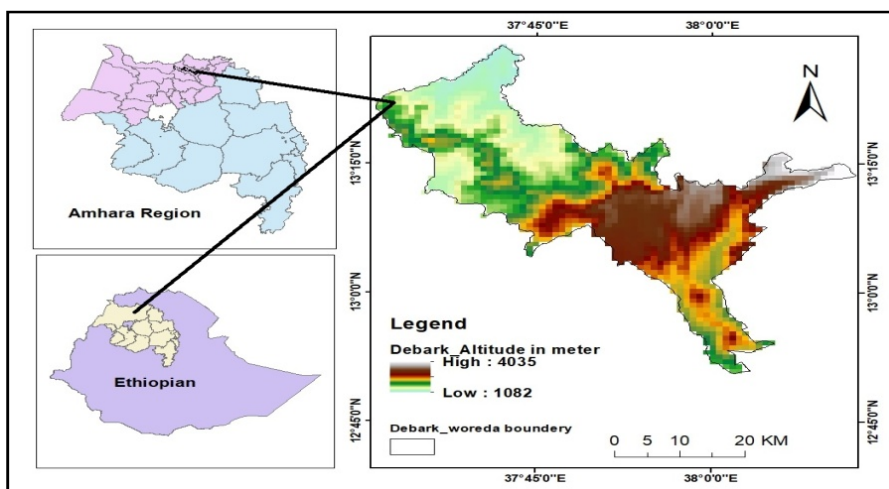 Amhara Region
Ethiopian
37°45'0"E
38°0'0"E
N
13°15'0"N
13°15'0"N
13°0'0"N
13°0'0"N
12°45'0"N
12°45'0"N
Legend
Debark_Altitude in meter
High : 4035
Low : 1082
Debark_woreda boundery
0 5 10 20 KM
37°45'0"E
38°0'0"E